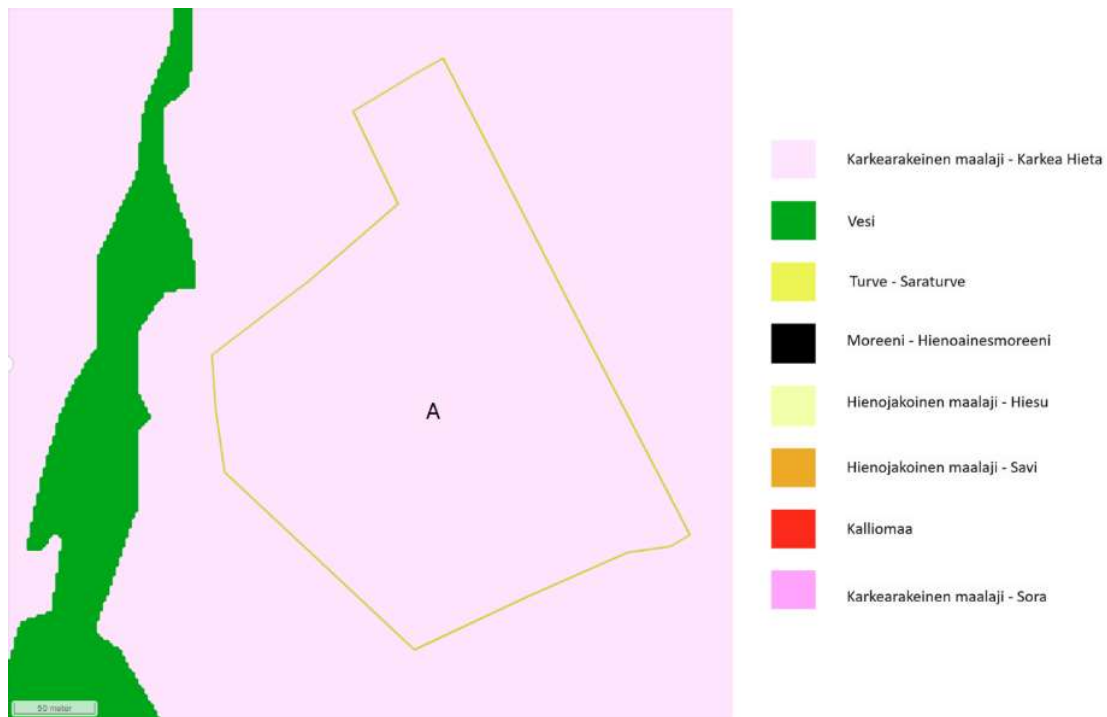 Karkearakeinen maalaji - Karkea Hieta
Vesi
Turve - Saraturve
Moreeni - Hienoainesmoreeni
A
Hienojakoinen maalaji - Hiesu
Hienojakoinen maalaji - Savi
Kalliomaa
Karkearakeinen maalaji - Sora
50 meter